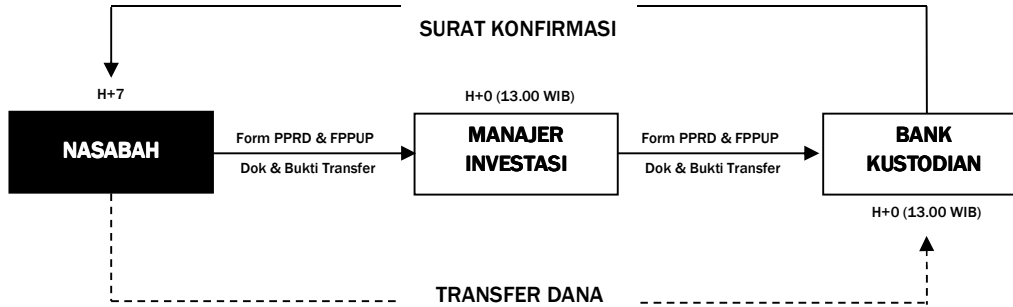 SURAT KONFIRMASI
H+7
H+0 (13.00 WIB)
NASABAH
Form PPRD & FPPUP
Dok & Bukti Transfer
MANAJER
INVESTASI
Form PPRD & FPPUP
Dok & Bukti Transfer
BANK
KUSTODIAN
H+0 (13.00 WIB)
TRANSFER DANA